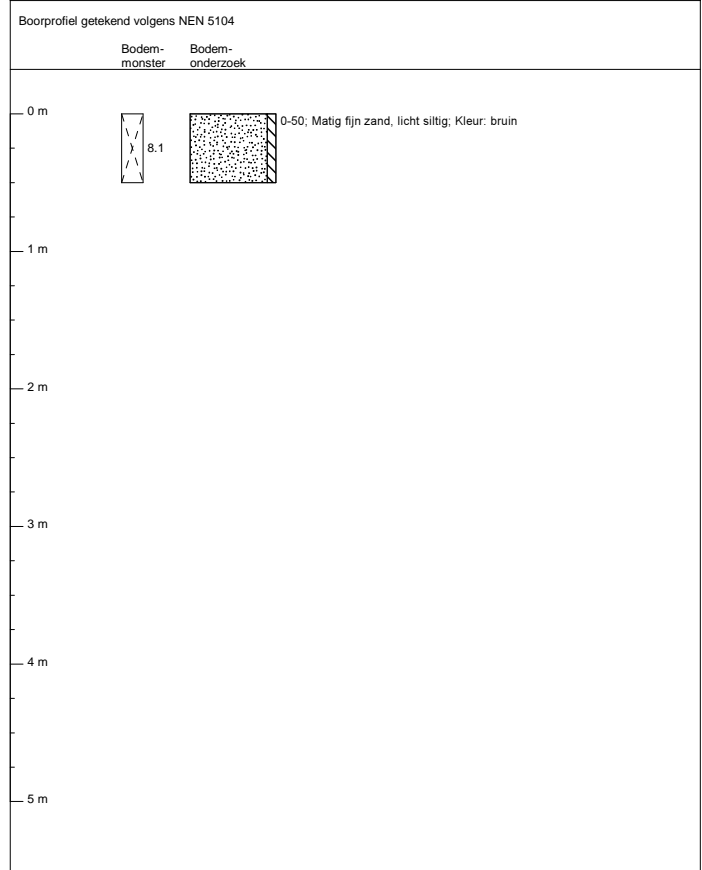 Boorprofiel getekend volgens NEN 5104
Bodem-
monster
Bodem-
onderzoek
0 m
8.1
0-50; Matig fijn zand, licht siltig; Kleur: bruin
1 m
2 m
3 m
4 m
5 m